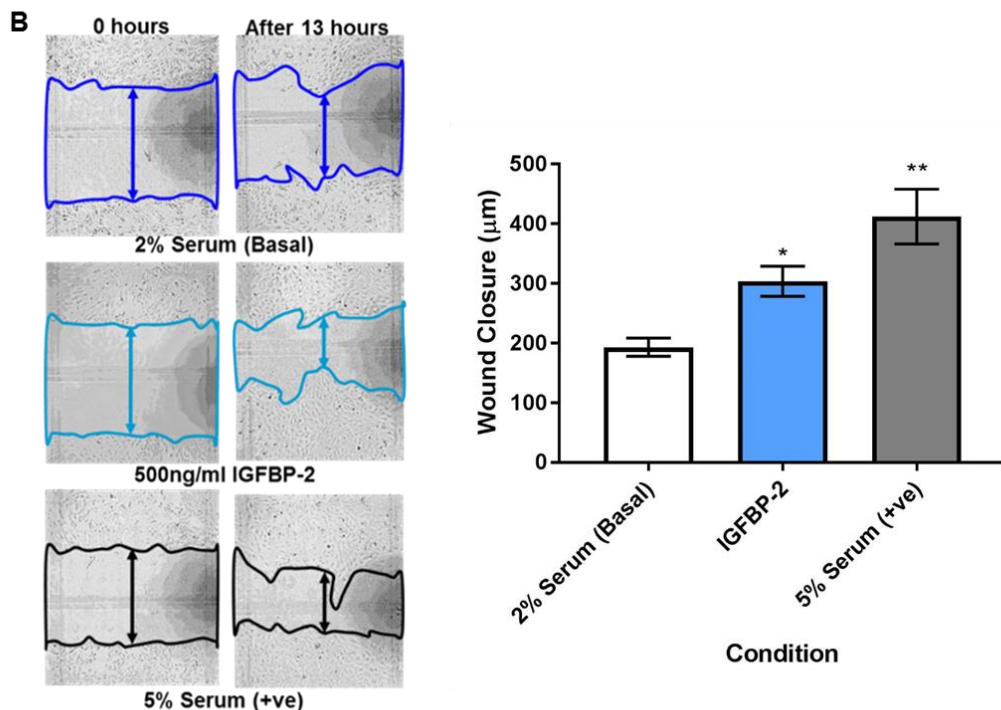 B
0 hours
After 13 hours
2% Serum (Basal)
500ng/ml IGFBP-2
5% Serum (+ve)
Wound Closure (μm)
500
400
300
200
100
0
*
**
2% Serum (Basal)
IGFBP-2
5% Serum (+ve)
Condition